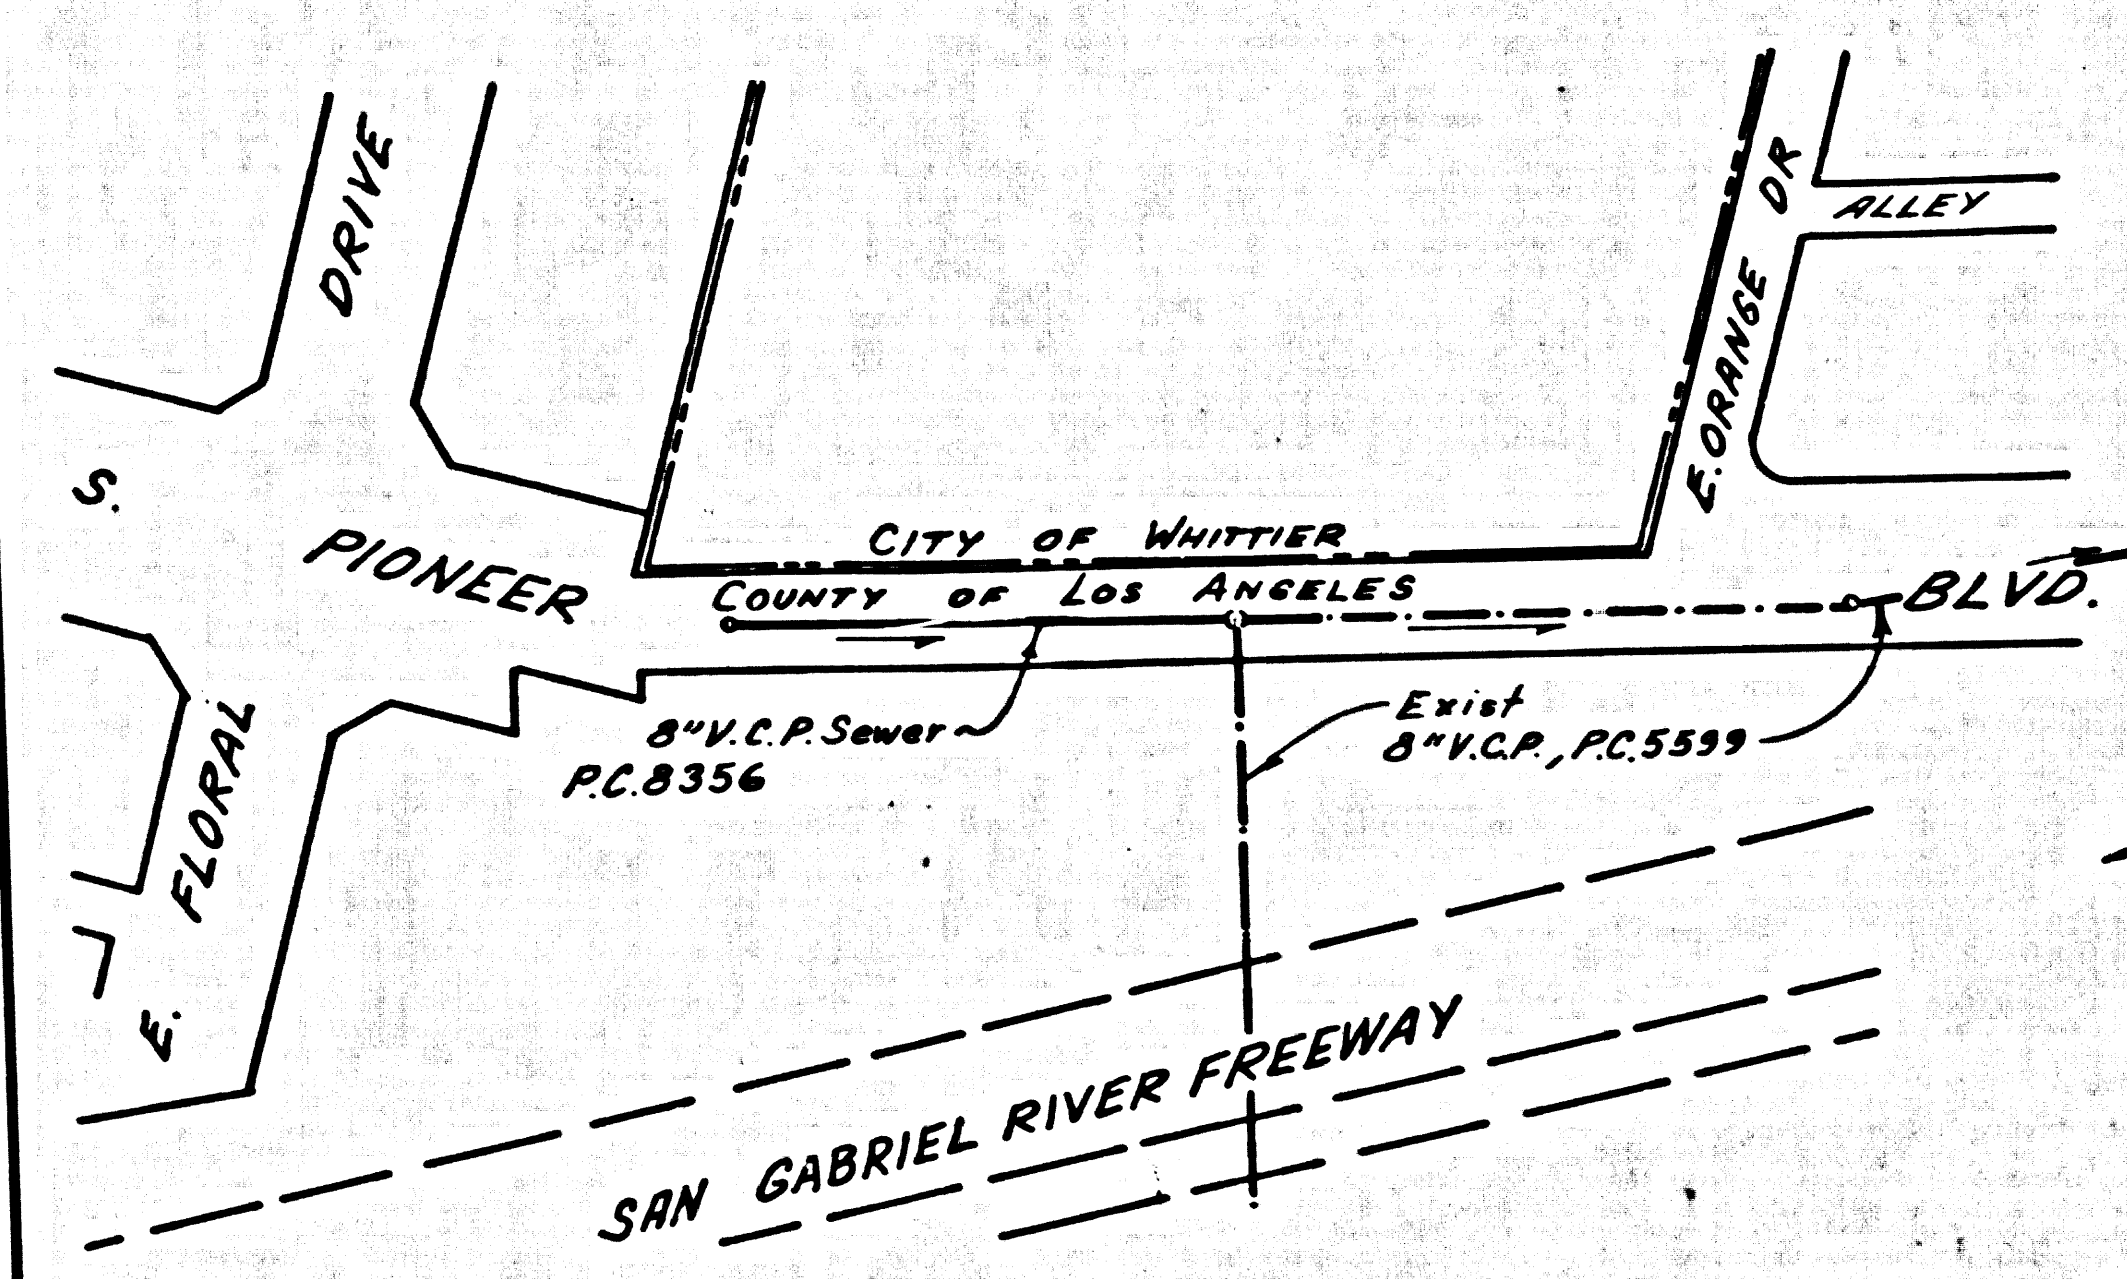 DRIVE
E. ORANGE DR
ALLEY
S. PIONEER BLVD.
CITY OF WHITTIER
COUNTY OF LOS ANGELES
8" V.C.P. Sewer
P.C. 8356
Exist
8" V.C.P., P.C. 5599
E. FLORAL
SAN GABRIEL RIVER FREEWAY